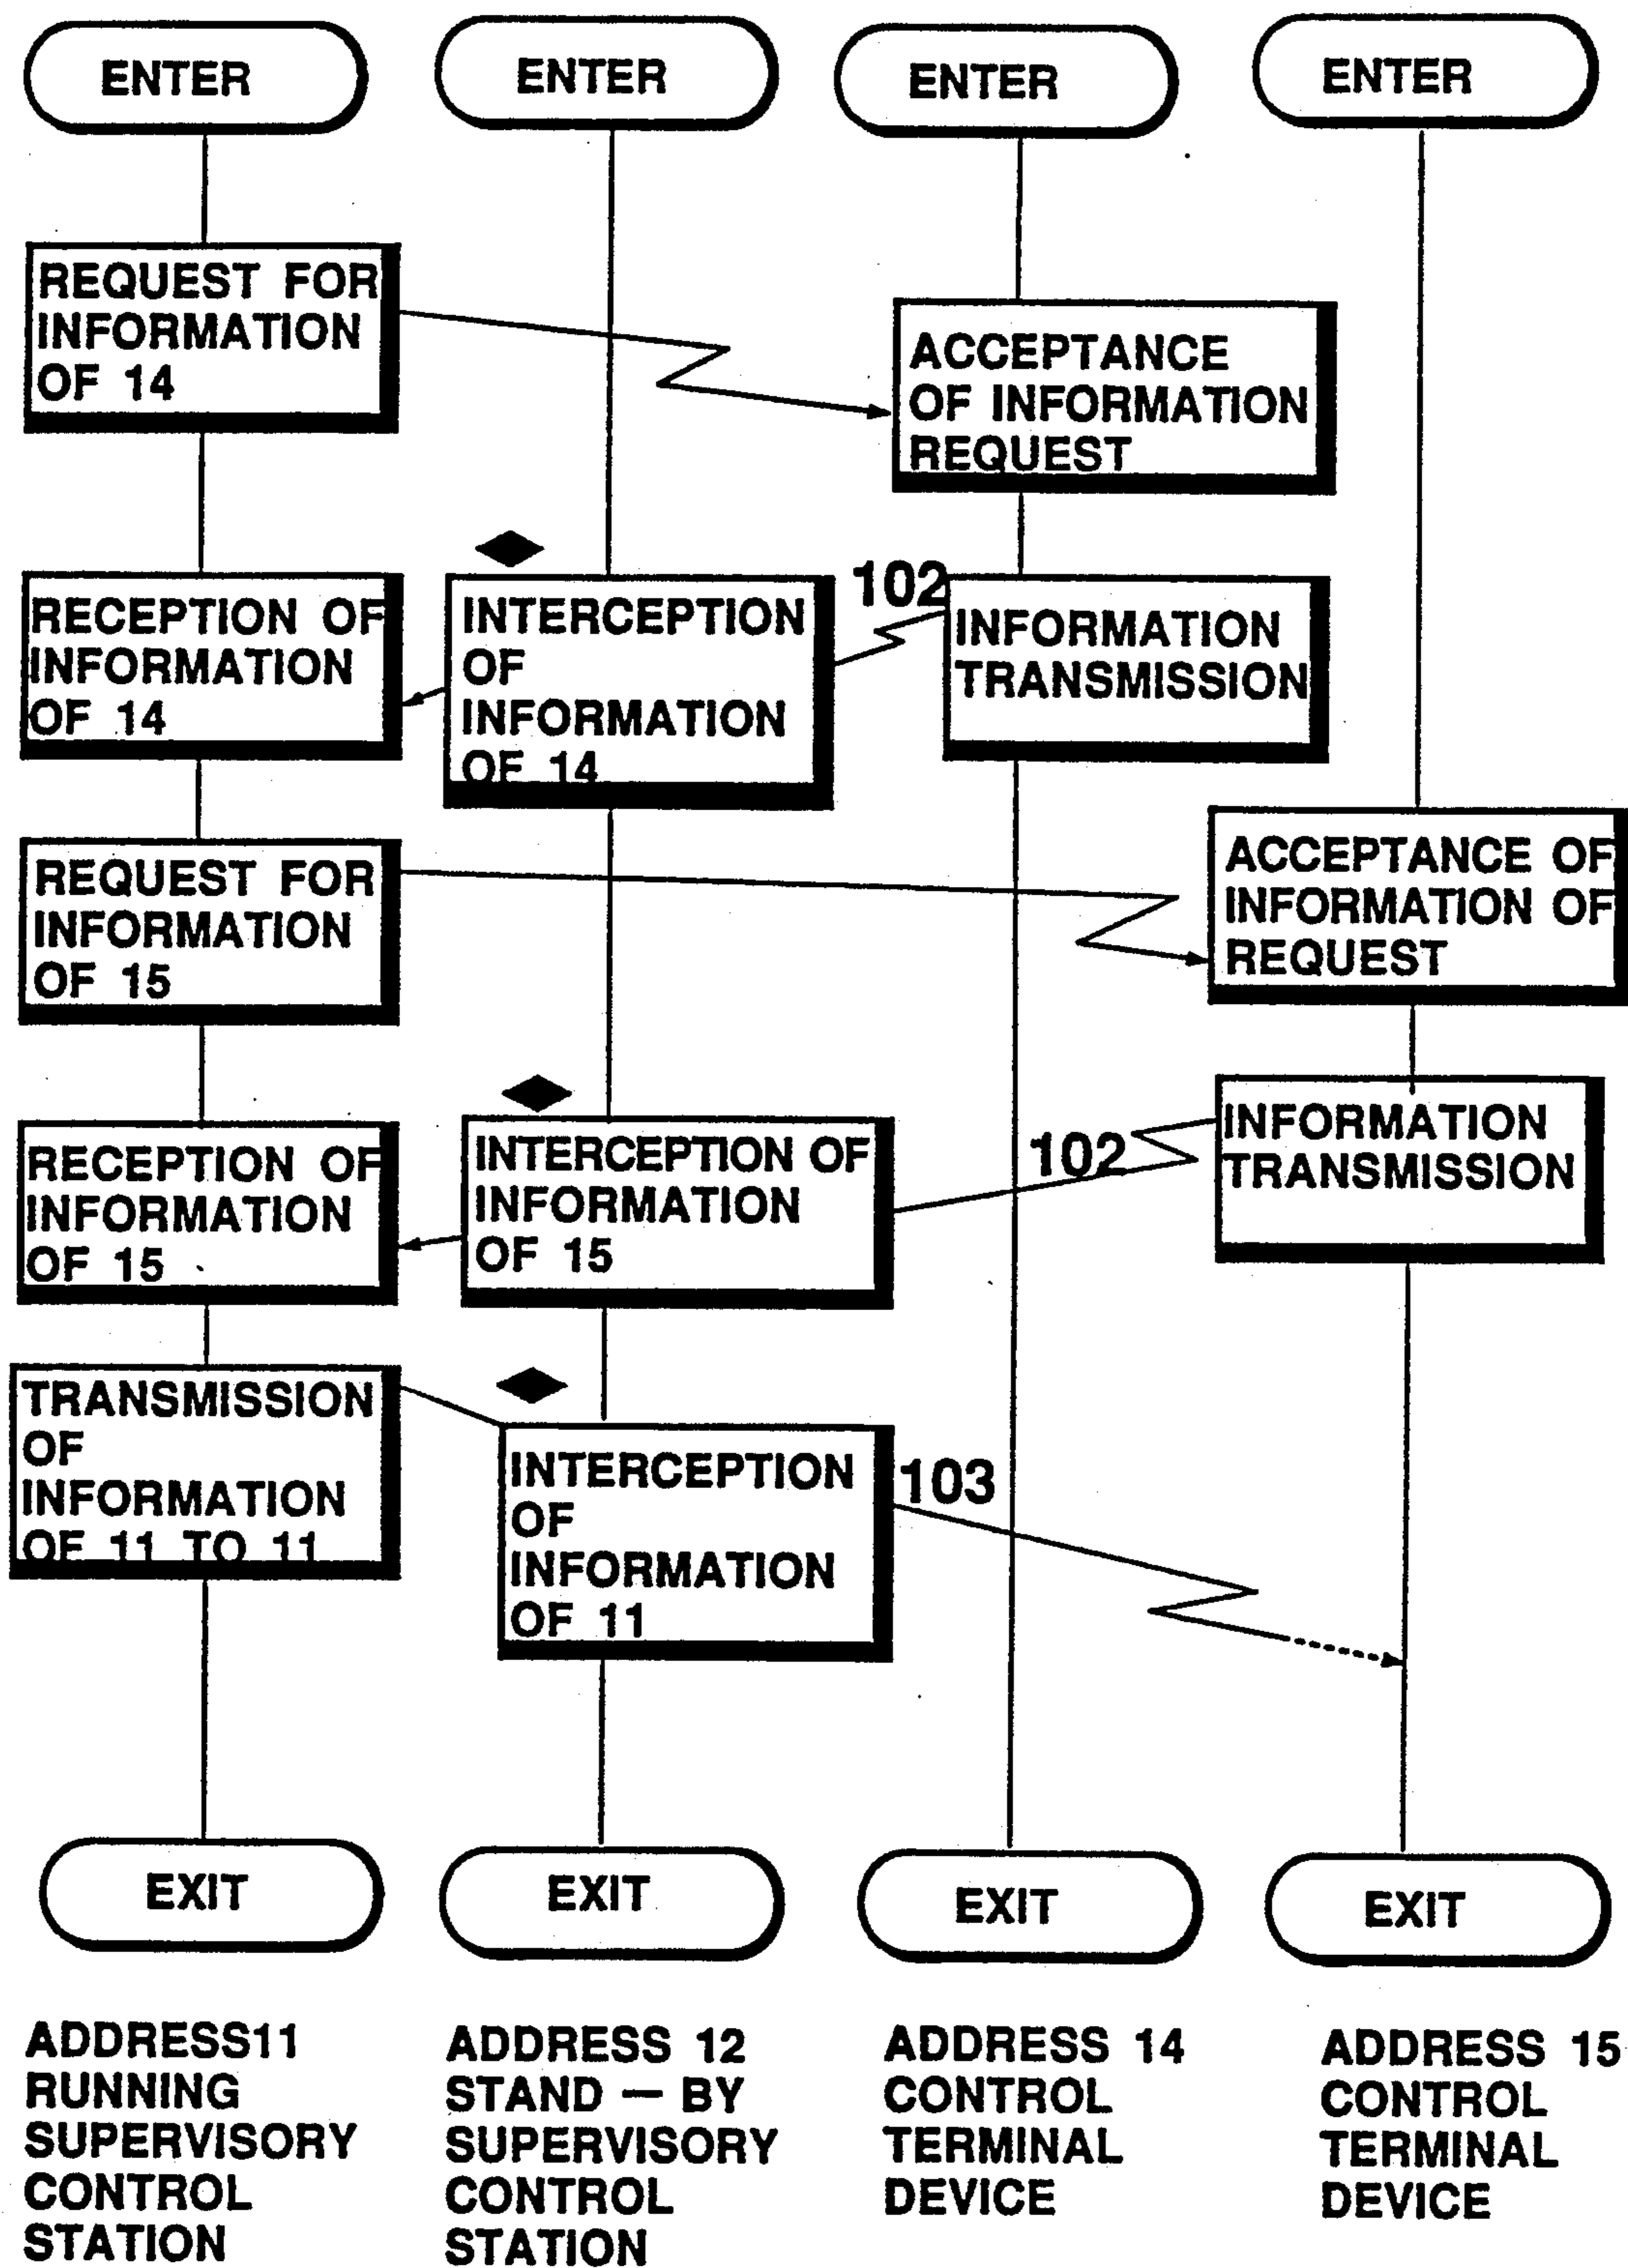 ENTER
ENTER
ENTER
ENTER
REQUEST FOR
INFORMATION
OF 14
ACCEPTANCE
OF INFORMATION
REQUEST
RECEPTION OF
INFORMATION
OF 14
INTERCEPTION
OF
INFORMATION
OF 14
102
INFORMATION
TRANSMISSION
REQUEST FOR
INFORMATION
OF 15
ACCEPTANCE OF
INFORMATION OF
REQUEST
RECEPTION OF
INFORMATION
OF 15
INTERCEPTION OF
INFORMATION
OF 15
102
INFORMATION
TRANSMISSION
TRANSMISSION
OF
INFORMATION
OF 11 TO 11
INTERCEPTION
OF
INFORMATION
OF 11
103
EXIT
EXIT
EXIT
EXIT
ADDRESS11
RUNNING
SUPERVISORY
CONTROL
STATION
ADDRESS 12
STAND — BY
SUPERVISORY
CONTROL
STATION
ADDRESS 14
CONTROL
TERMINAL
DEVICE
ADDRESS 15
CONTROL
TERMINAL
DEVICE